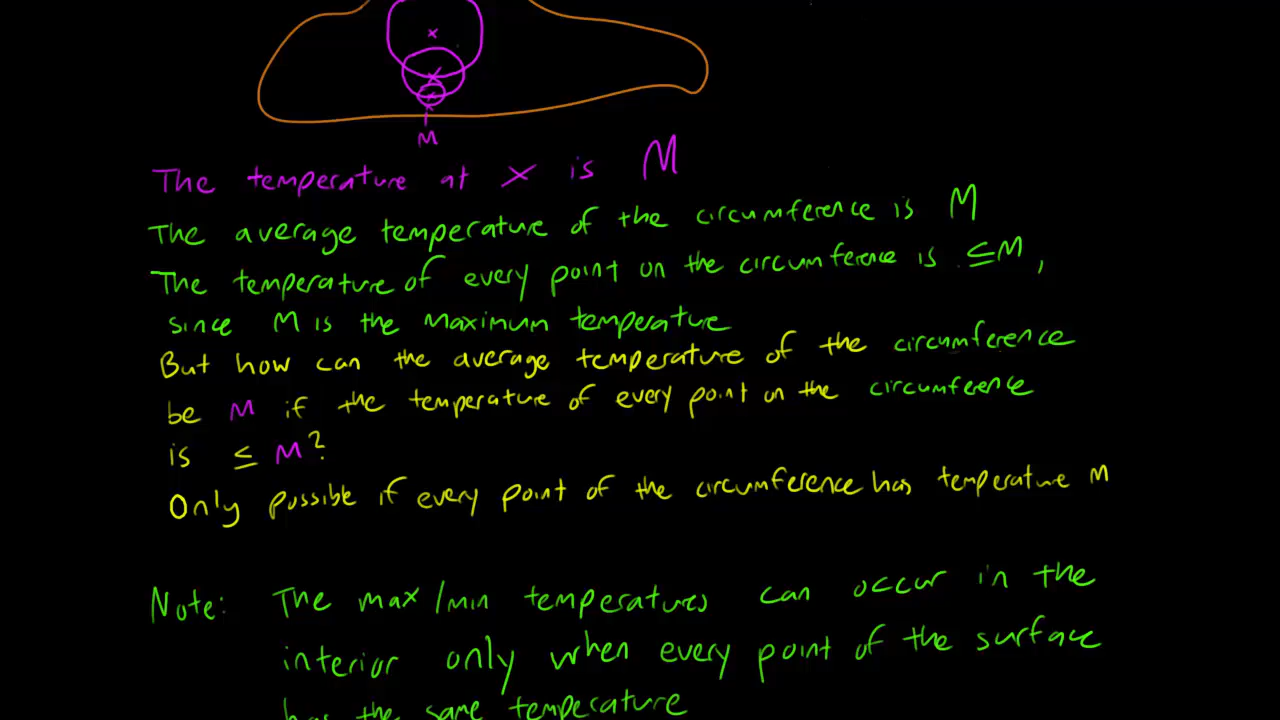 M
The temperature at x is M
The average temperature of the circumference is M
The temperature of every point on the circumference is ≤M,
since M is the maximum temperature
But how can the average temperature of the circumference
be M if the temperature of every point on the circumference
is ≤ M?
Only possible if every point of the circumference has temperature M
Note: The max/min temperatures can occur in the
interior only when every point of the surface
has the same temperature